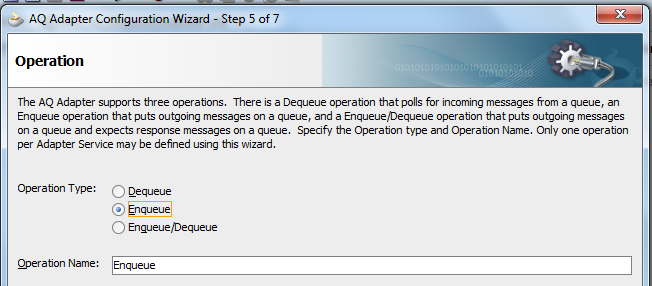 AQ Adapter Configuration Wizard - Step 5 of 7
Operation
010101010101010101010101
01010101010
The AQ Adapter supports three operations. There is a Dequeue operation that polls for incoming messages from a queue, an
Enqueue operation that puts outgoing messages on a queue, and a Enqueue/Dequeue operation that puts outgoing messages
on a queue and expects response messages on a queue. Specify the Operation type and Operation Name. Only one operation
per Adapter Service may be defined using this wizard.
Operation Type:
Dequeue
Enqueue
Enqueue/Dequeue
Operation Name: Enqueue